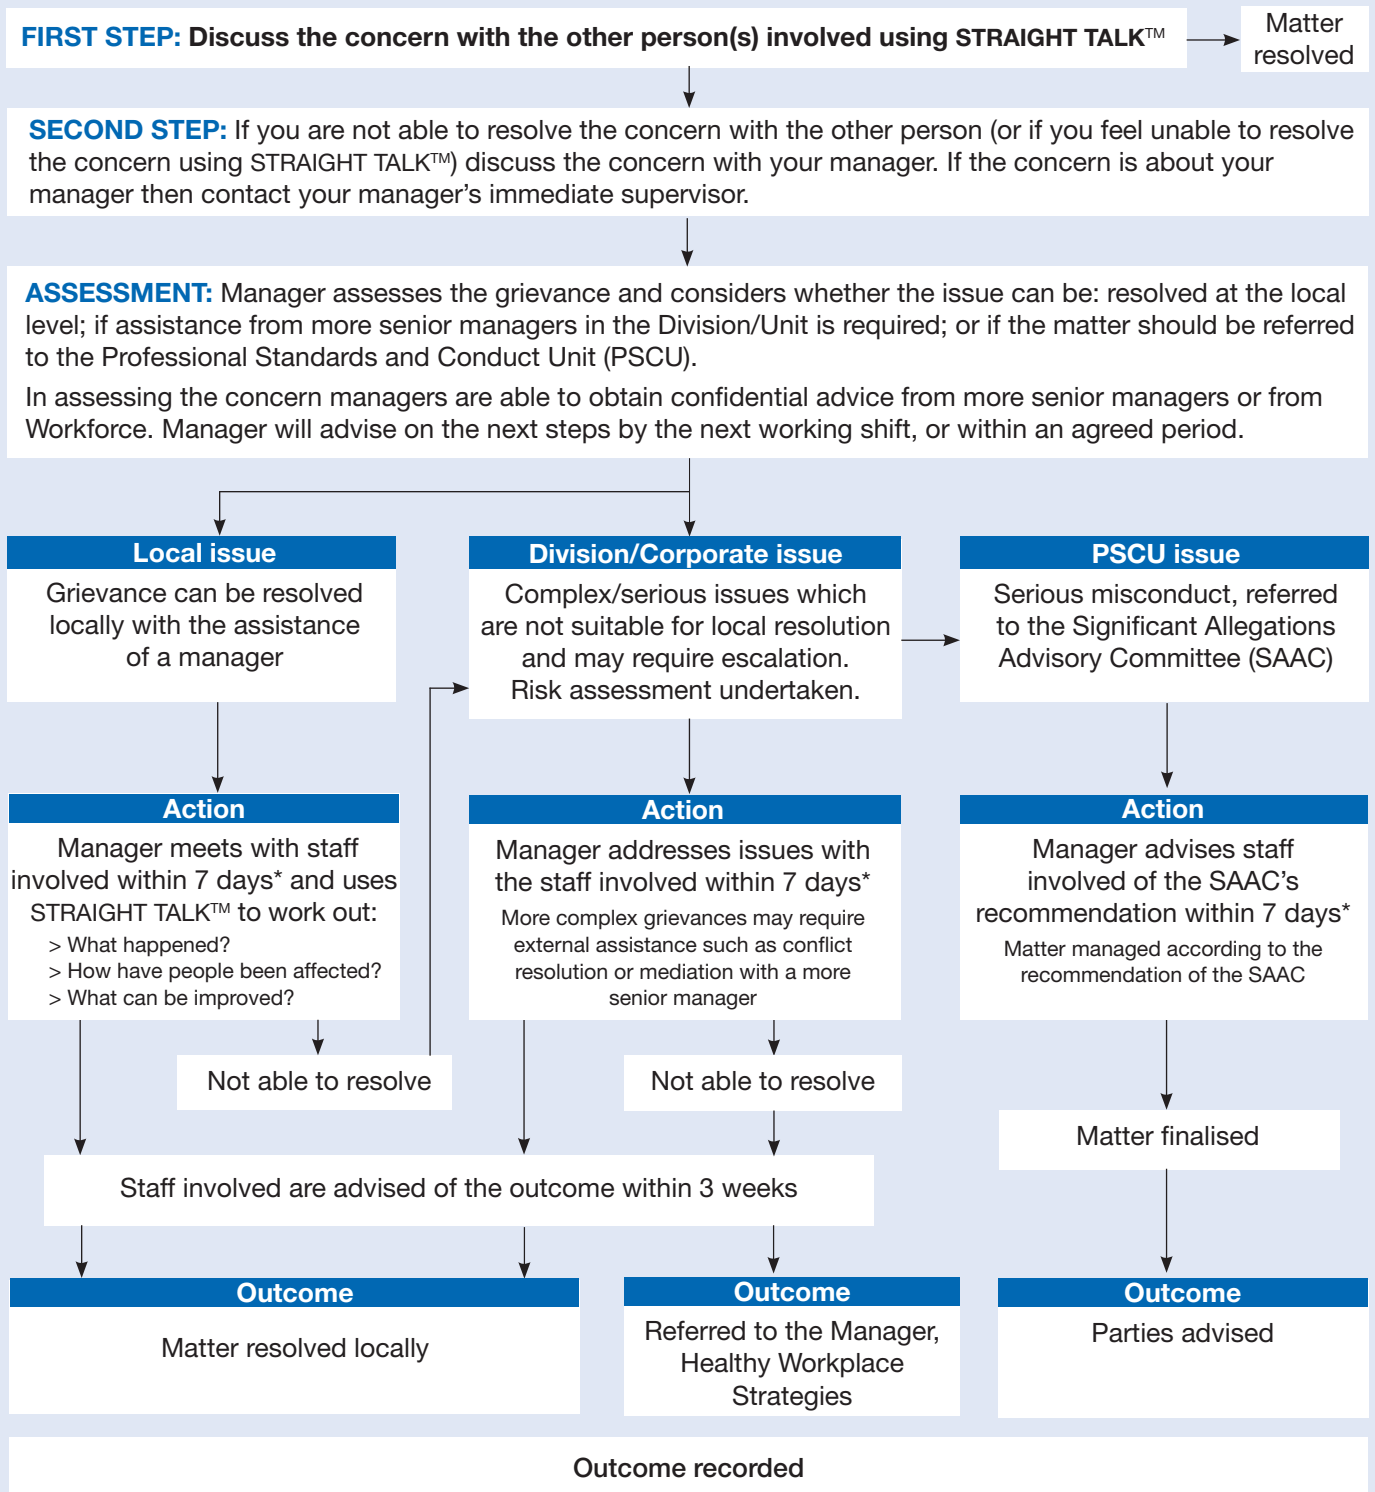 FIRST STEP: Discuss the concern with the other person(s) involved using STRAIGHT TALK™
Matter
resolved
SECOND STEP: If you are not able to resolve the concern with the other person (or if you feel unable to resolve
the concern using STRAIGHT TALK™) discuss the concern with your manager. If the concern is about your
manager then contact your manager’s immediate supervisor.
ASSESSMENT: Manager assesses the grievance and considers whether the issue can be: resolved at the local
level; if assistance from more senior managers in the Division/Unit is required; or if the matter should be referred
to the Professional Standards and Conduct Unit (PSCU).
In assessing the concern managers are able to obtain confidential advice from more senior managers or from
Workforce. Manager will advise on the next steps by the next working shift, or within an agreed period.
Local issue
Grievance can be resolved
locally with the assistance
of a manager
Division/Corporate issue
Complex/serious issues which
are not suitable for local resolution
and may require escalation.
Risk assessment undertaken.
PSCU issue
Serious misconduct, referred
to the Significant Allegations
Advisory Committee (SAAC)
Action
Manager meets with staff
involved within 7 days* and uses
STRAIGHT TALK™ to work out:
> What happened?
> How have people been affected?
> What can be improved?
Action
Manager addresses issues with
the staff involved within 7 days*
More complex grievances may require
external assistance such as conflict
resolution or mediation with a more
senior manager
Action
Manager advises staff
involved of the SAAC’s
recommendation within 7 days*
Matter managed according to the
recommendation of the SAAC
Not able to resolve
Not able to resolve
Matter finalised
Staff involved are advised of the outcome within 3 weeks
Outcome
Matter resolved locally
Outcome
Referred to the Manager,
Healthy Workplace
Strategies
Outcome
Parties advised
Outcome recorded